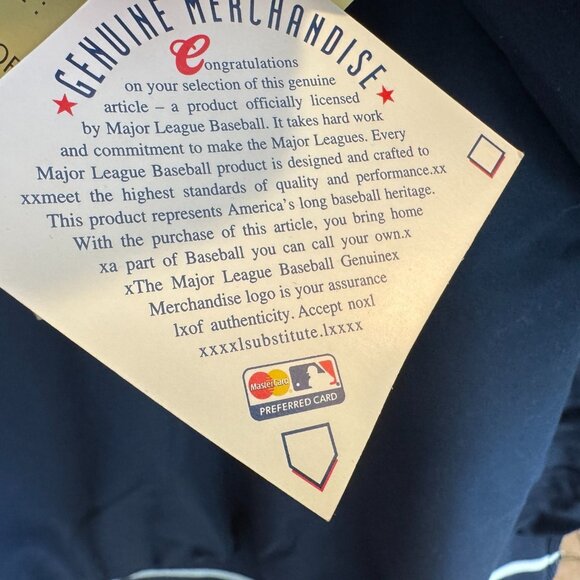 GENUINE MERCHANDISE
Congratulations
on your selection of this genuine
article – a product officially licensed
by Major League Baseball. It takes hard work
and commitment to make the Major Leagues. Every
Major League Baseball product is designed and crafted to
xxmeet the highest standards of quality and performance.xx
This product represents America's long baseball heritage.
With the purchase of this article, you bring home
xa part of Baseball you can call your own.x
xThe Major League Baseball Genuinex
Merchandise logo is your assurance
lxof authenticity. Accept noxl
xxxxlsubstitute.lxxxx
MasterCard
PREFERRED CARD